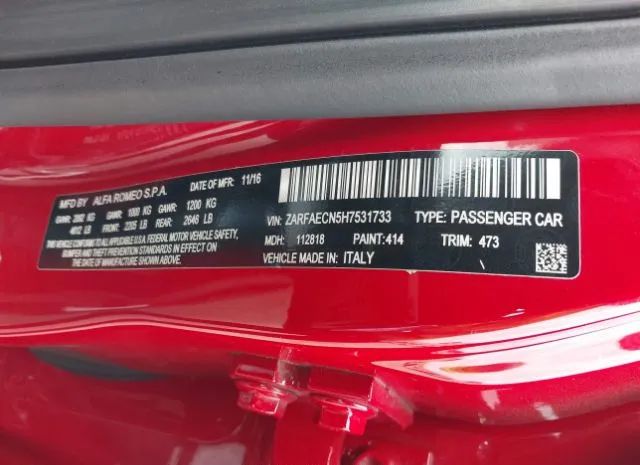 MFD BY ALFA ROMEO S.P.A. DATE OF MFR: 11/16
GVWR: 2092 KG GAWR: 1000 KG GAWR: 1200 KG
4612 LB FRONT: 2205 LB REAR: 2646 LB
THIS VEHICLE CONFORMS TO ALL APPLICABLE U.S.A. FEDERAL MOTOR VEHICLE SAFETY,
BUMPER AND THEFT PREVENTION STANDARDS IN EFFECT ON
THE DATE OF MANUFACTURE SHOWN ABOVE.
VIN: ZARFAECN5H7531733 TYPE: PASSENGER CAR
MDH: 112818 PAINT: 414 TRIM: 473
VEHICLE MADE IN: ITALY